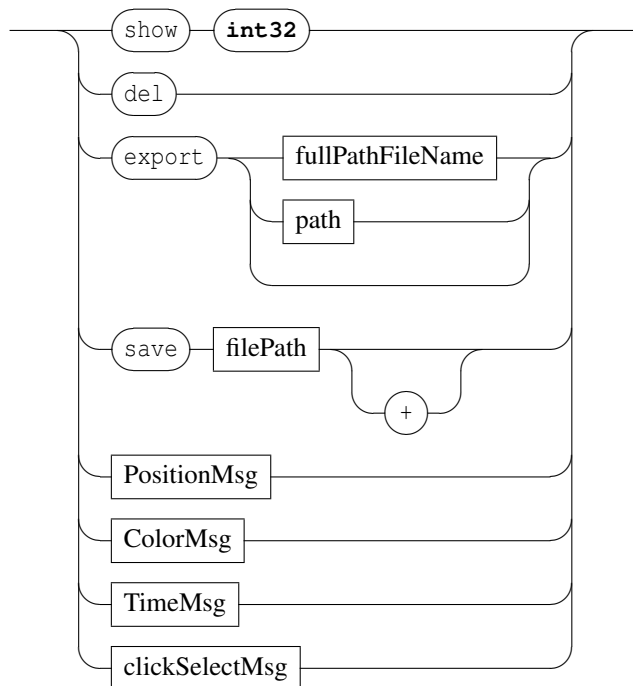 show int32
del
export fullPathFileName
path
save filePath
+
PositionMsg
ColorMsg
TimeMsg
clickSelectMsg